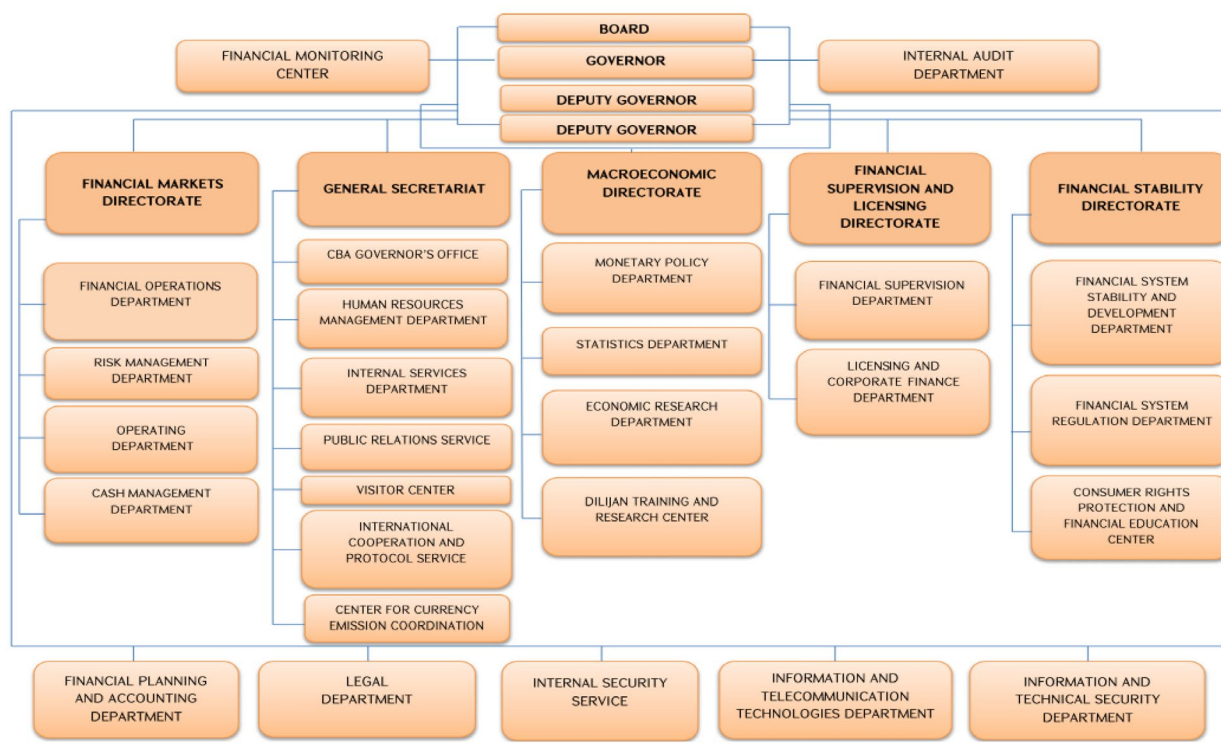 BOARD
FINANCIAL MONITORING
CENTER
GOVERNOR
INTERNAL AUDIT
DEPARTMENT
DEPUTY GOVERNOR
DEPUTY GOVERNOR
FINANCIAL MARKETS
DIRECTORATE
GENERAL SECRETARIAT
MACROECONOMIC
DIRECTORATE
FINANCIAL
SUPERVISION AND
LICENSING
DIRECTORATE
FINANCIAL STABILITY
DIRECTORATE
FINANCIAL OPERATIONS
DEPARTMENT
RISK MANAGEMENT
DEPARTMENT
OPERATING
DEPARTMENT
CASH MANAGEMENT
DEPARTMENT
CBA GOVERNOR'S OFFICE
HUMAN RESOURCES
MANAGEMENT DEPARTMENT
INTERNAL SERVICES
DEPARTMENT
PUBLIC RELATIONS SERVICE
VISITOR CENTER
INTERNATIONAL
COOPERATION AND
PROTOCOL SERVICE
CENTER FOR CURRENCY
EMISSION COORDINATION
MONETARY POLICY
DEPARTMENT
STATISTICS DEPARTMENT
ECONOMIC RESEARCH
DEPARTMENT
DILIJAN TRAINING AND
RESEARCH CENTER
FINANCIAL SUPERVISION
DEPARTMENT
LICENSING AND
CORPORATE FINANCE
DEPARTMENT
FINANCIAL SYSTEM
STABILITY AND
DEVELOPMENT
DEPARTMENT
FINANCIAL SYSTEM
REGULATION DEPARTMENT
CONSUMER RIGHTS
PROTECTION AND
FINANCIAL EDUCATION
CENTER
FINANCIAL PLANNING
AND ACCOUNTING
DEPARTMENT
LEGAL
DEPARTMENT
INTERNAL SECURITY
SERVICE
INFORMATION AND
TELECOMMUNICATION
TECHNOLOGIES DEPARTMENT
INFORMATION AND
TECHNICAL SECURITY
DEPARTMENT